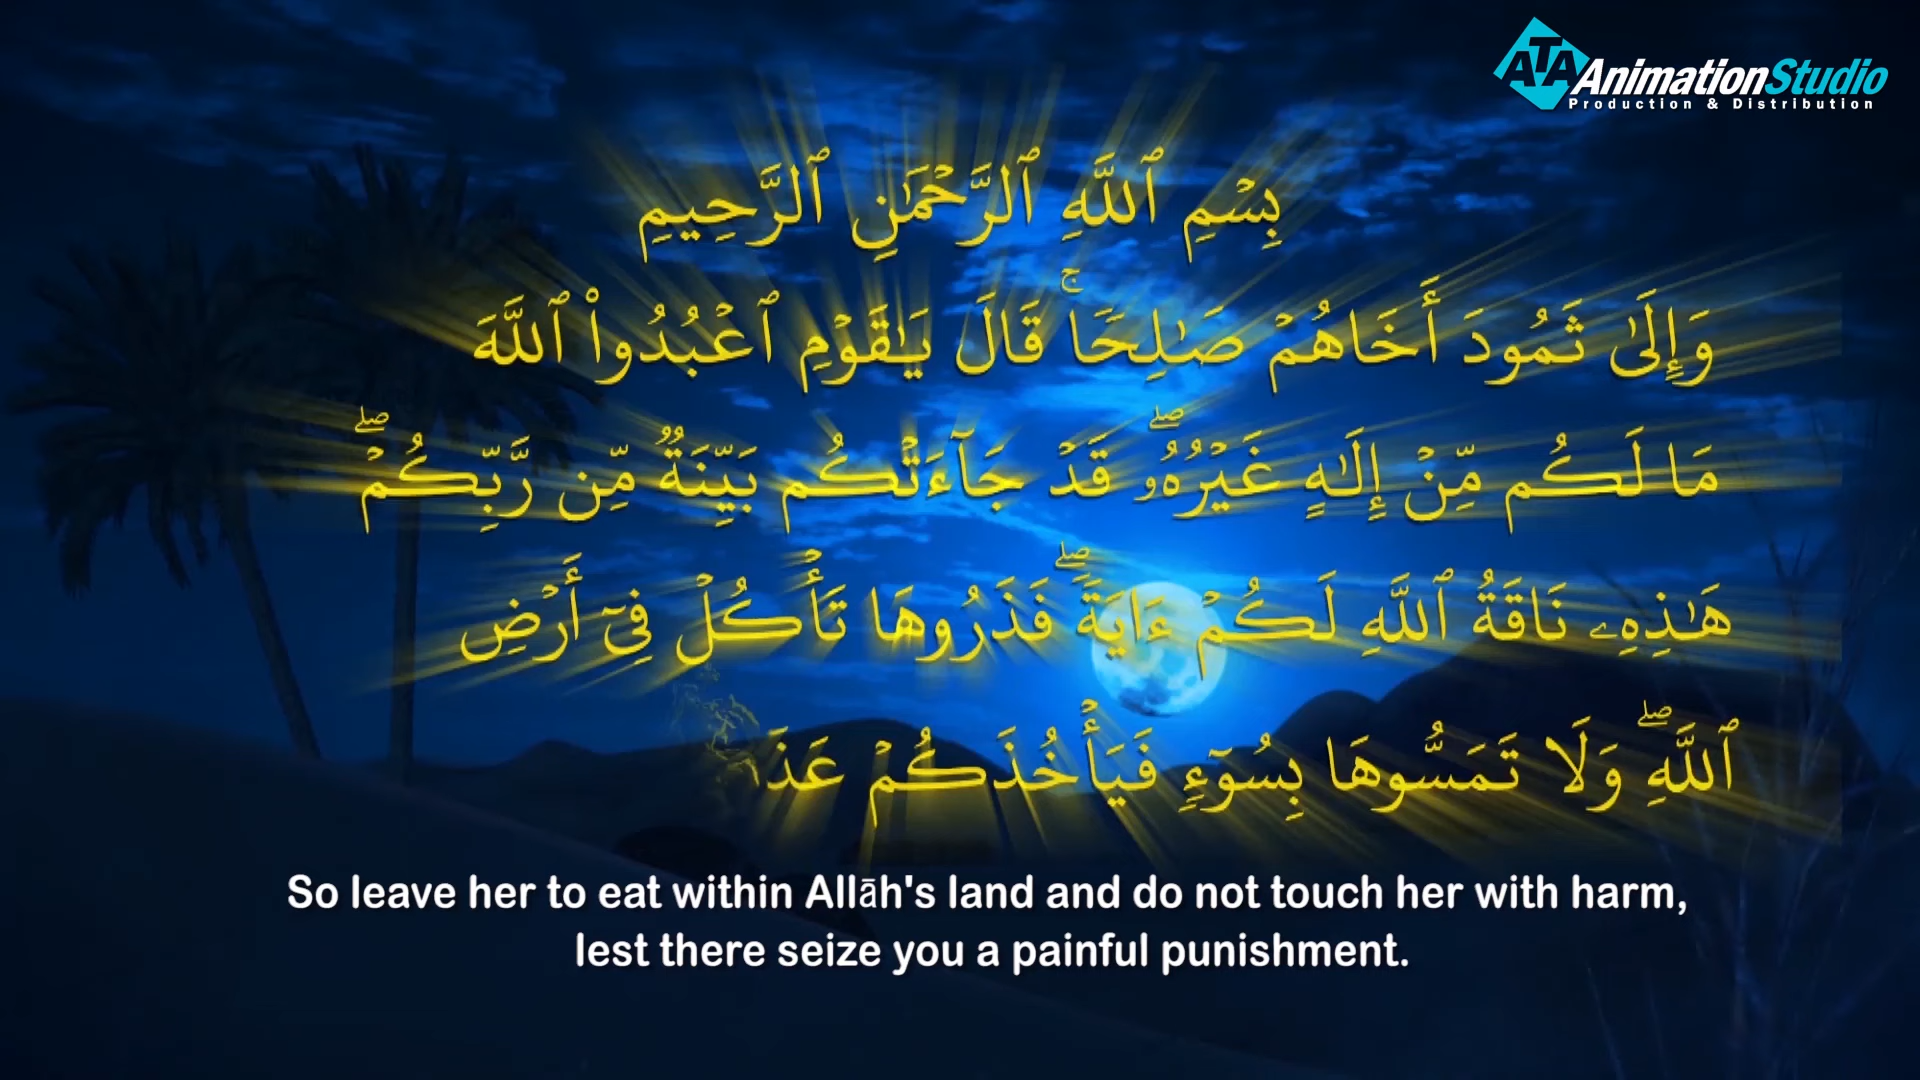 ATA AnimationStudio
Production & Distribution
بِسْمِ ٱللَّهِ ٱلرَّحْمَٰنِ ٱلرَّحِيمِ
وَإِلَىٰ ثَمُودَ أَخَاهُمْ صَـٰلِحًا ۚ قَالَ يَـٰقَوْمِ ٱعْبُدُوا۟ ٱللَّهَ
مَا لَكُم مِّنْ إِلَـٰهٍ غَيْرُهُۥ ۖ قَدْ جَآءَتْكُم بَيِّنَةٌ مِّن رَّبِّكُمْ ۖ
هَـٰذِهِۦ نَاقَةُ ٱللَّهِ لَكُمْ ءَايَةً ۖ فَذَرُوهَا تَأْكُلْ فِىٓ أَرْضِ
ٱللَّهِ ۖ وَلَا تَمَسُّوهَا بِسُوٓءٍ فَيَأْخُذَكُمْ عَذَا
So leave her to eat within Allāh's land and do not touch her with harm,
lest there seize you a painful punishment.